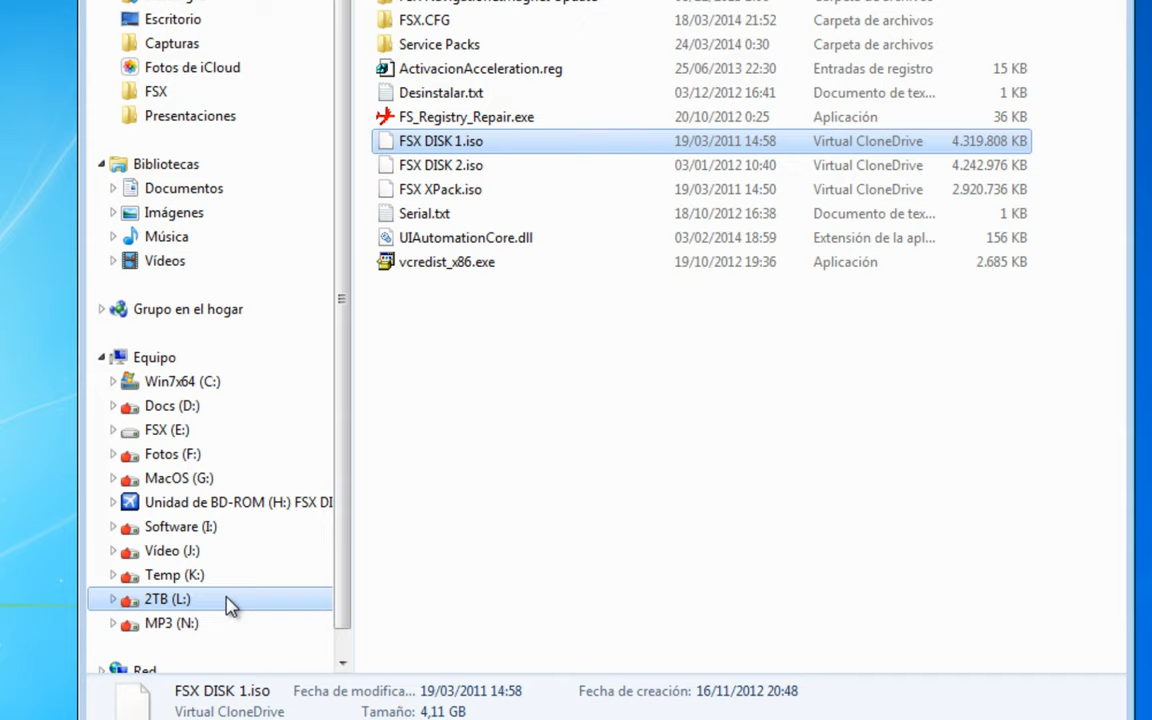 Escritorio
Capturas
Fotos de iCloud
FSX
Presentaciones
Bibliotecas
Documentos
Imágenes
Música
Vídeos
Grupo en el hogar
Equipo
Win7x64 (C:)
Docs (D:)
FSX (E:)
Fotos (F:)
MacOS (G:)
Unidad de BD-ROM (H:) FSX DI
Software (I:)
Vídeo (J:)
Temp (K:)
2TB (L:)
MP3 (N:)
Red
FSX.CFG 18/03/2014 21:52 Carpeta de archivos
Service Packs 24/03/2014 0:30 Carpeta de archivos
ActivacionAcceleration.reg 25/06/2013 22:30 Entradas de registro 15 KB
Desinstalar.txt 03/12/2012 16:41 Documento de tex... 1 KB
FS_Registry_Repair.exe 20/10/2012 0:25 Aplicación 36 KB
FSX DISK 1.iso 19/03/2011 14:58 Virtual CloneDrive 4.319.808 KB
FSX DISK 2.iso 03/01/2012 10:40 Virtual CloneDrive 4.242.976 KB
FSX XPack.iso 19/03/2011 14:50 Virtual CloneDrive 2.920.736 KB
Serial.txt 18/10/2012 16:38 Documento de tex... 1 KB
UIAutomationCore.dll 03/02/2014 18:59 Extensión de la apl... 156 KB
vcredist_x86.exe 19/10/2012 19:36 Aplicación 2.685 KB
FSX DISK 1.iso Fecha de modifica... 19/03/2011 14:58 Fecha de creación: 16/11/2012 20:48
Virtual CloneDrive Tamaño: 4,11 GB